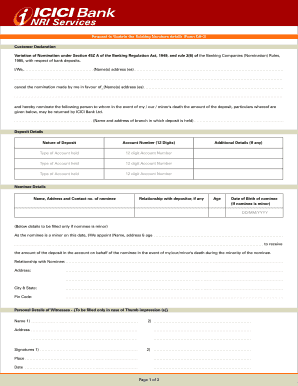 ICICI Bank
NRI Services
Request to Update the Existing Nominee details (Form DA-2)
Customer Declaration
Variation of Nomination under Section 45Z A of the Banking Regulation Act, 1949, and rule 2(9) of the Banking Companies (Nomination) Rules,
1985, with respect of bank deposits.
I/We, (Name(s) address (es)
cancel the nomination made by me in favour of (Name(s) address (es)
and hereby nominate the following person to whom in the event of my / our / minor's death the amount of the deposit, particulars whereof are
given below, may be returned by ICICI Bank Ltd.
(Name and address of branch in which deposit is held)
Deposit Details
Nature of Deposit Account Number (12 Digits) Additional Details (if any)
Type of Account held 12 digit Account Number
Type of Account held 12 digit Account Number
Type of Account held 12 digit Account Number
Nominee Details
Name, Address and Contact no. of nominee Relationship with depositor, if any Age Date of Birth of nominee
(if nominee is minor)
DD/MM/YYYY
(Below details to be filled only if nominee is minor)
As the nominee is a minor on this date, I/We appoint (Name, address & age
to receive
the amount of the deposit in the account on behalf of the nominee in the event of my/our/minor's death during the minority of the nominee.
Relationship with Nominee:
Address:
City & State:
Pin Code:
Personal Details of Witnesses - (To be filled only in case of Thumb impression (s))
Name 1) 2)
Address
Signatures 1) 2)
Place
Date
Page 1 of 3